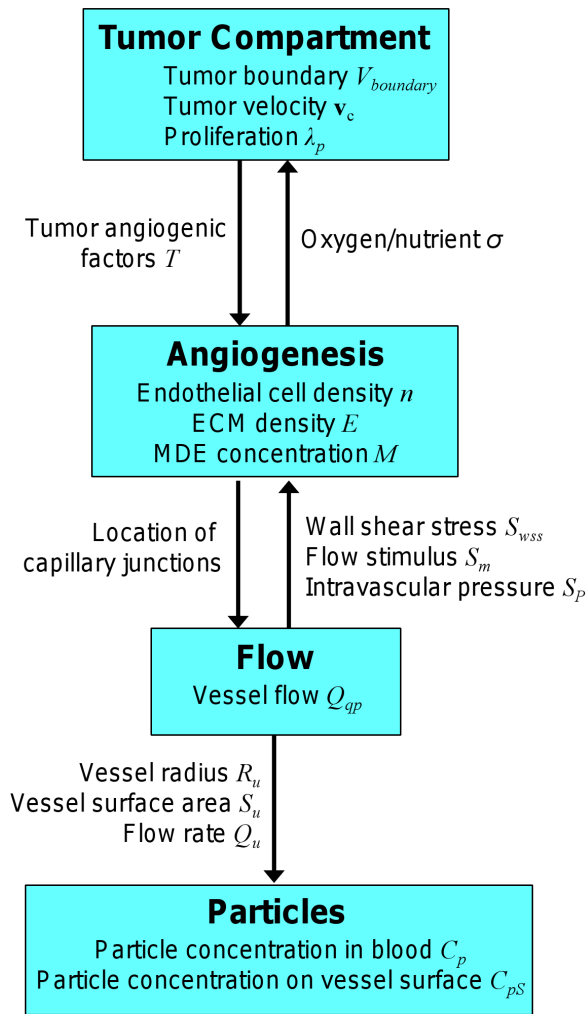 Tumor Compartment
Tumor boundary V_boundary
Tumor velocity v_c
Proliferation λ_p
Tumor angiogenic
factors T
Oxygen/nutrient σ
Angiogenesis
Endothelial cell density n
ECM density E
MDE concentration M
Location of
capillary junctions
Wall shear stress S_wss
Flow stimulus S_m
Intravascular pressure S_P
Flow
Vessel flow Q_qp
Vessel radius R_u
Vessel surface area S_u
Flow rate Q_u
Particles
Particle concentration in blood C_p
Particle concentration on vessel surface C_pS